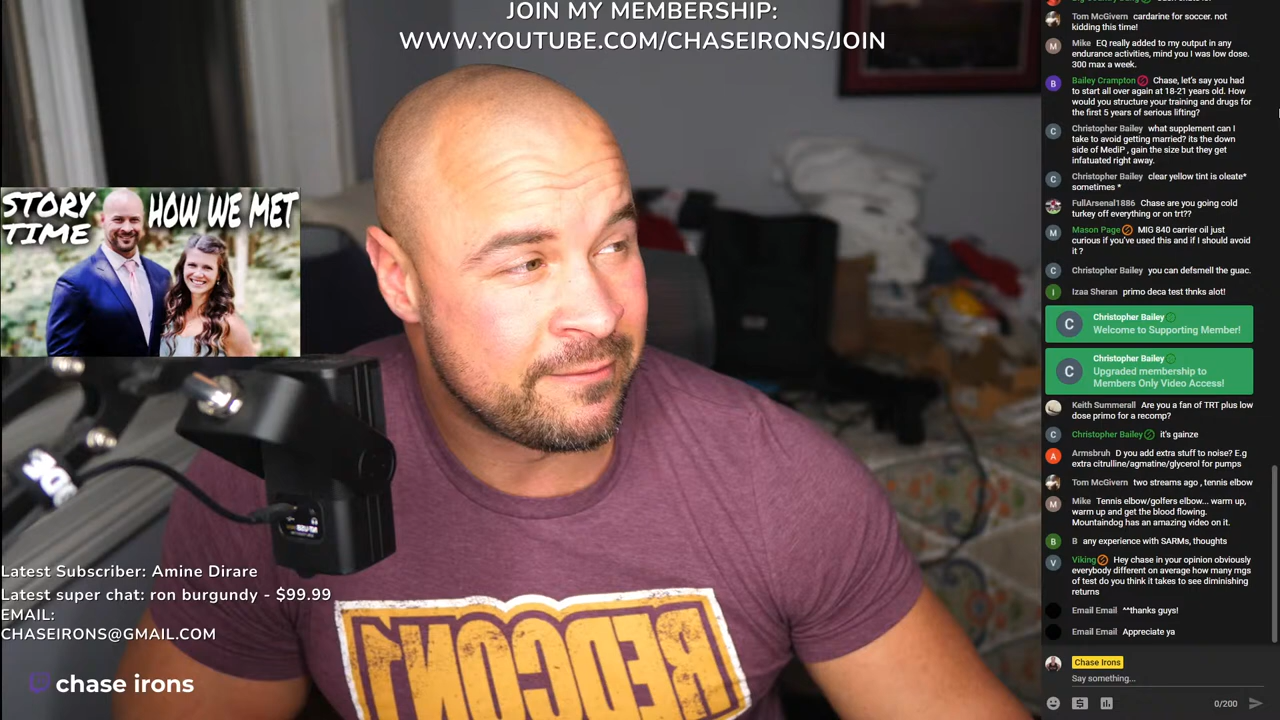 JOIN MY MEMBERSHIP:
WWW.YOUTUBE.COM/CHASEIRONS/JOIN
STORY
TIME
HOW WE MET
Latest Subscriber: Amine Dirare
Latest super chat: ron burgundy - $99.99
EMAIL:
CHASEIRONS@GMAIL.COM
chase irons
REDCON1
Tom McGivern cardarine for soccer. not
kidding this time!
Mike EQ really added to my output in any
endurance activities, mind you I was low dose.
300 max a week.
Bailey Crampton Chase, let's say you had
to start all over again at 18-21 years old. How
would you structure your training and drugs for
the first 5 years of serious lifting?
Christopher Bailey what supplement can I
take to avoid getting married? its the down
side of MediP , gain the size but they get
infatuated right away.
Christopher Bailey clear yellow tint is oleate*
sometimes *
FullArsenal1886 Chase are you going cold
turkey off everything or on trt??
Mason Page MIG 840 carrier oil just
curious if you've used this and if I should avoid
it ?
Christopher Bailey you can defsmell the guac.
Izaa Sheran primo deca test thnks alot!
Christopher Bailey
Welcome to Supporting Member!
Christopher Bailey
Upgraded membership to
Members Only Video Access!
Keith Summerall Are you a fan of TRT plus low
dose primo for a recomp?
Christopher Bailey it's gainze
Armsbruh D you add extra stuff to noise? E.g
extra citrulline/agmatine/glycerol for pumps
Tom McGivern two streams ago , tennis elbow
Mike Tennis elbow/golfers elbow... warm up,
warm up and get the blood flowing.
Mountaindog has an amazing video on it.
B any experience with SARMs, thoughts
Viking Hey chase in your opinion obviously
everybody different on average how many mgs
of test do you think it takes to see diminishing
returns
Email Email ^^thanks guys!
Email Email Appreciate ya
Chase Irons
Say something...
0/200